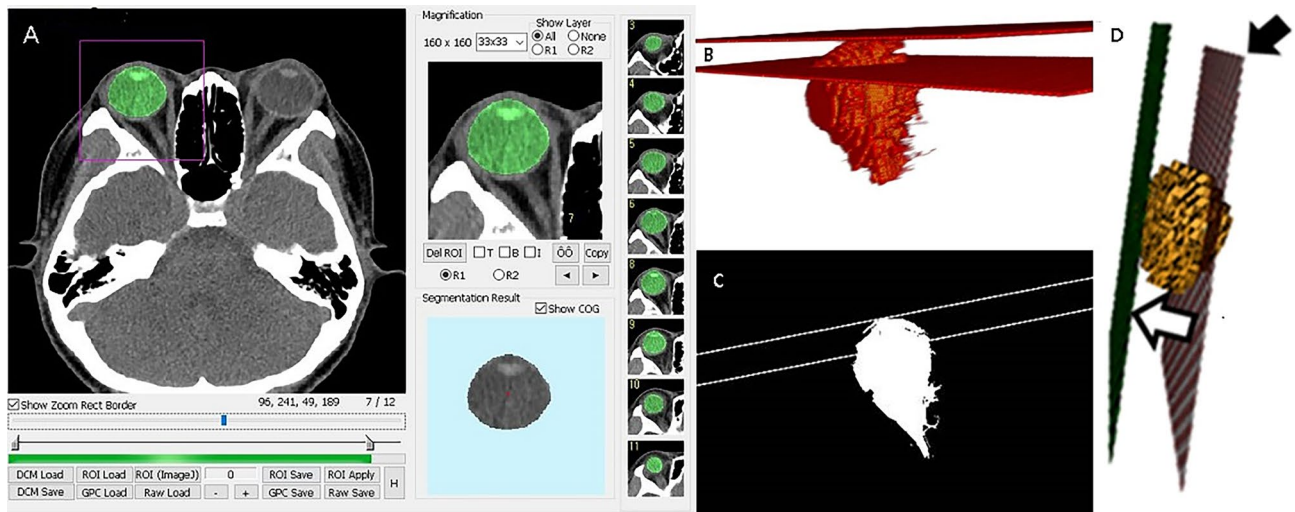 A
Magnification
160 x 160
33x33
Show Layer
All
None
R1
R2
7
Del ROI
T
B
I
ÔÔ
Copy
R1
R2
◄
►
Segmentation Result
Show COG
3
4
5
6
8
9
10
11
Show Zoom Rect Border
96, 241, 49, 189
7 / 12
DCM Load
ROI Load
ROI (ImageJ)
0
ROI Save
ROI Apply
H
DCM Save
GPC Load
Raw Load
-
+
GPC Save
Raw Save
B
C
D